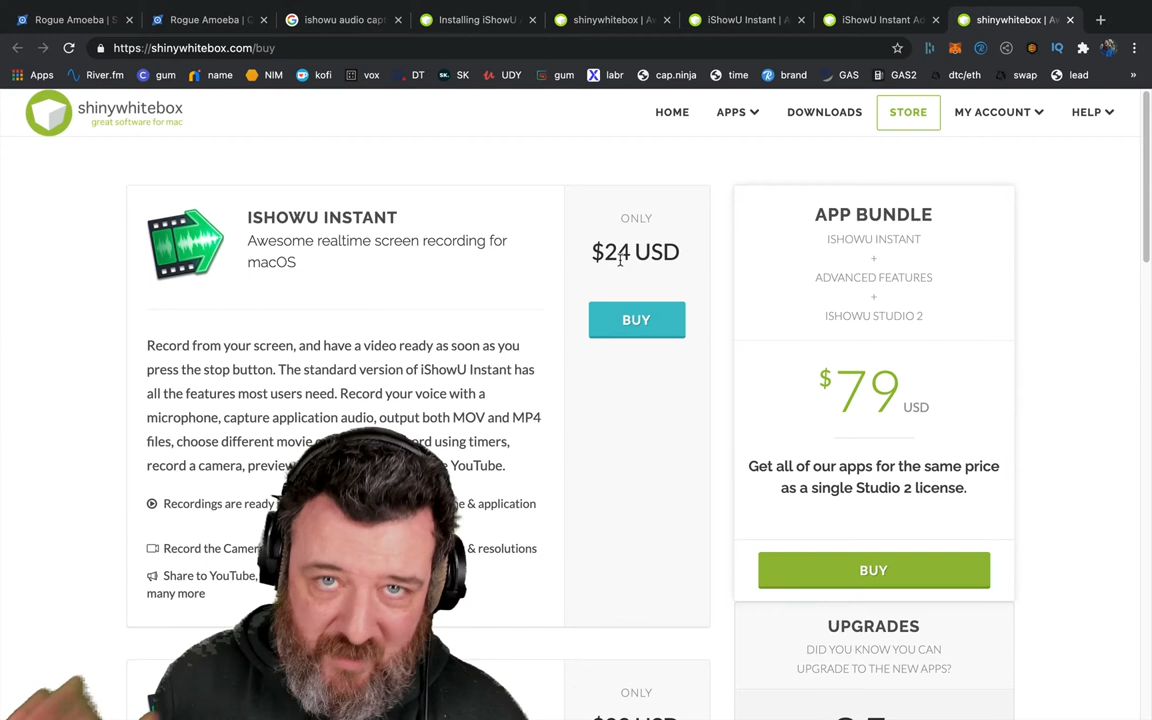 Rogue Amoeba | S
Rogue Amoeba | G
ishowu audio capt
Installing iShowU A
shinywhitebox | Aw
iShowU Instant | A
iShowU Instant Ad
shinywhitebox | Aw
https://shinywhitebox.com/buy
Apps
River.fm
gum
name
NIM
kofi
vox
DT
SK
UDY
gum
labr
cap.ninja
time
brand
GAS
GAS2
dtc/eth
swap
lead
»
shinywhitebox
great software for mac
HOME
APPS
DOWNLOADS
STORE
MY ACCOUNT
HELP
ISHOWU INSTANT
Awesome realtime screen recording for
macOS
Record from your screen, and have a video ready as soon as you
press the stop button. The standard version of iShowU Instant has
all the features most users need. Record your voice with a
microphone, capture application audio, output both MOV and MP4
files, choose different movie ord using timers,
record a camera, preview YouTube.
Recordings are ready
ne & application
Record the Camer
& resolutions
Share to YouTube,
many more
ONLY
$24 USD
BUY
ONLY
APP BUNDLE
ISHOWU INSTANT
+
ADVANCED FEATURES
+
ISHOWU STUDIO 2
$79 USD
Get all of our apps for the same price
as a single Studio 2 license.
BUY
UPGRADES
DID YOU KNOW YOU CAN
UPGRADE TO THE NEW APPS?